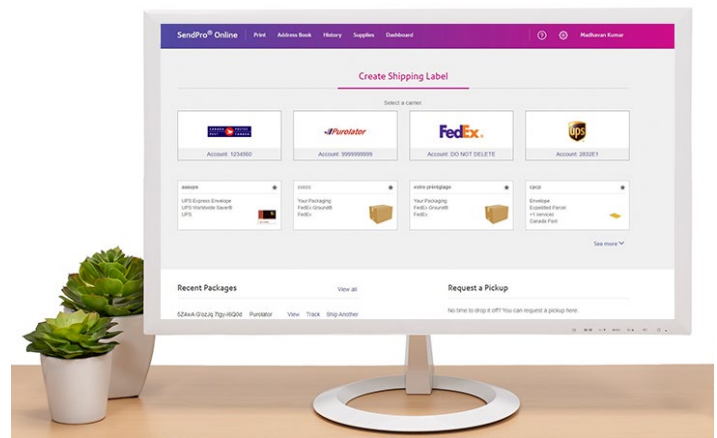 SendPro® Online Print Address Book History Supplies Dashboard ? Madhavan Kumar
Create Shipping Label
Select a carrier
Purolator
FedEx.
ups
Account 1234560
Account 9999999999
Account DO NOT DELETE
Account 2832E1
UPS Express Envelope
UPS Worldwide Saver®
UPS
Your Packaging
FedEx Ground®
FedEx
votre préréglage
Your Packaging
FedEx Ground®
FedEx
Envelope
Expedited Parcel
+1 services
Canada Post
See more
Recent Packages
View all
Purolator View Track Ship Another
Request a Pickup
No time to drop it off? You can request a pickup here.